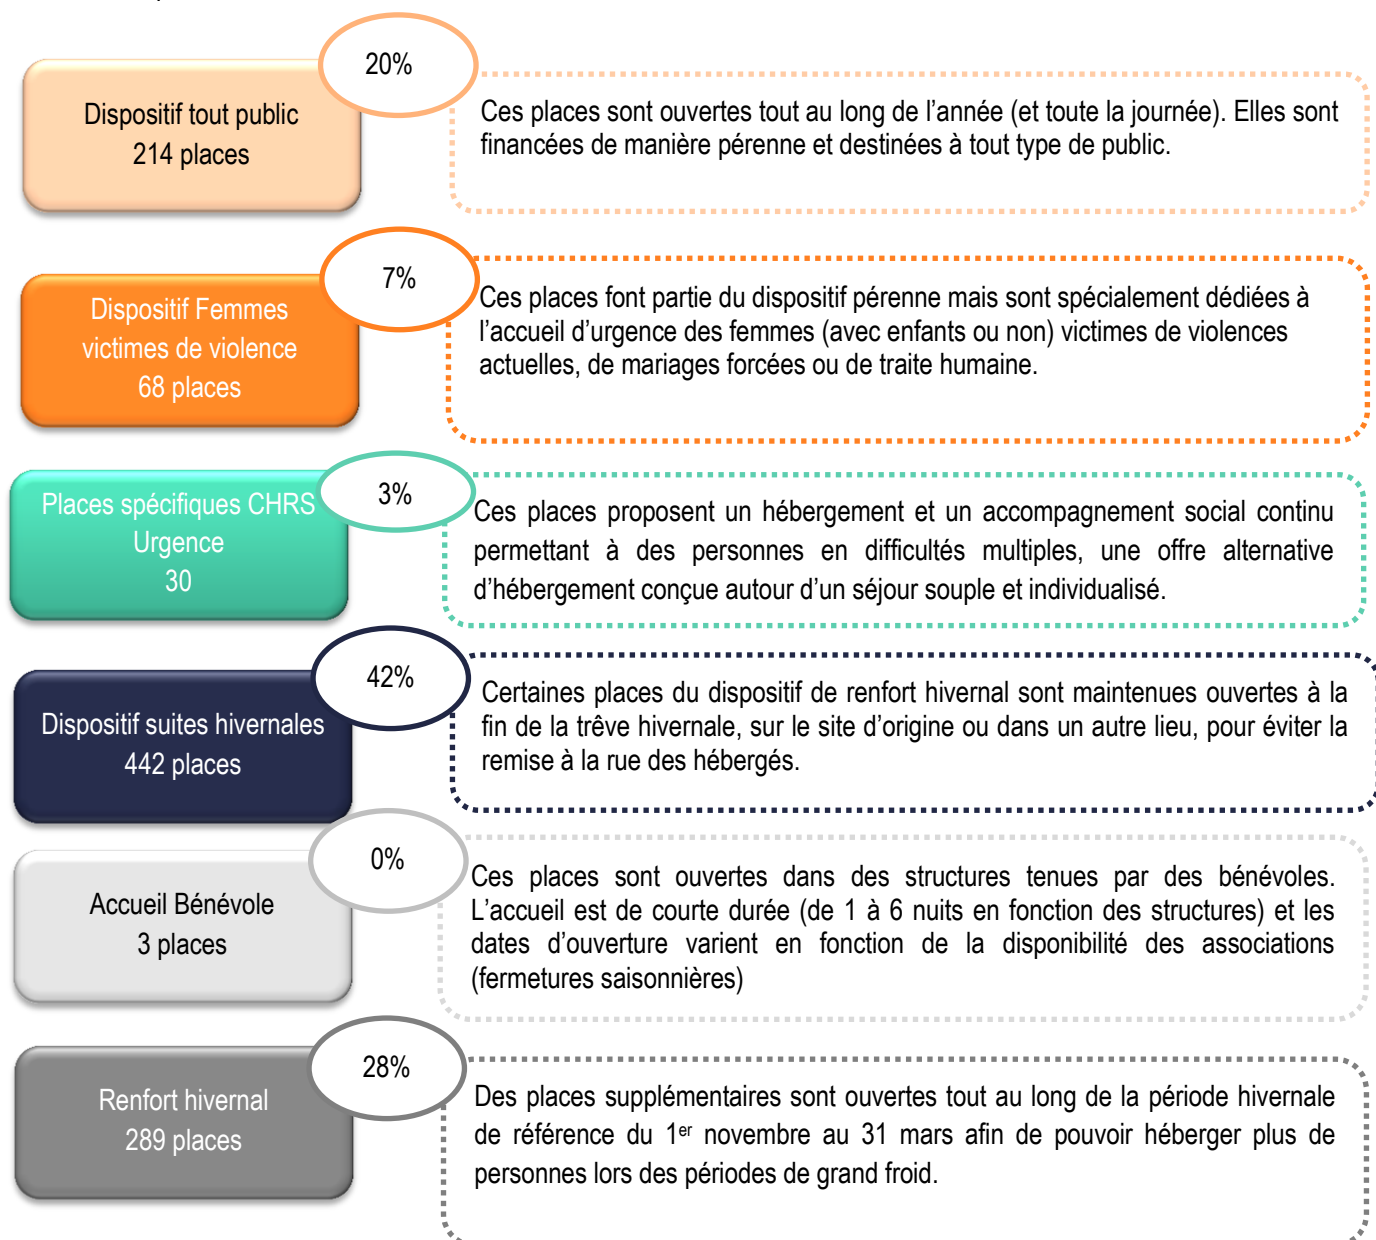 20%
Dispositif tout public
214 places
Ces places sont ouvertes tout au long de l’année (et toute la journée). Elles sont
financées de manière pérenne et destinées à tout type de public.
7%
Dispositif Femmes
victimes de violence
68 places
Ces places font partie du dispositif pérenne mais sont spécialement dédiées à
l’accueil d’urgence des femmes (avec enfants ou non) victimes de violences
actuelles, de mariages forcées ou de traite humaine.
3%
Places spécifiques CHRS
Urgence
30
Ces places proposent un hébergement et un accompagnement social continu
permettant à des personnes en difficultés multiples, une offre alternative
d’hébergement conçue autour d’un séjour souple et individualisé.
42%
Dispositif suites hivernales
442 places
Certaines places du dispositif de renfort hivernal sont maintenues ouvertes à la
fin de la trêve hivernale, sur le site d’origine ou dans un autre lieu, pour éviter la
remise à la rue des hébergés.
0%
Accueil Bénévole
3 places
Ces places sont ouvertes dans des structures tenues par des bénévoles.
L’accueil est de courte durée (de 1 à 6 nuits en fonction des structures) et les
dates d’ouverture varient en fonction de la disponibilité des associations
(fermetures saisonnières)
28%
Renfort hivernal
289 places
Des places supplémentaires sont ouvertes tout au long de la période hivernale
de référence du 1er novembre au 31 mars afin de pouvoir héberger plus de
personnes lors des périodes de grand froid.